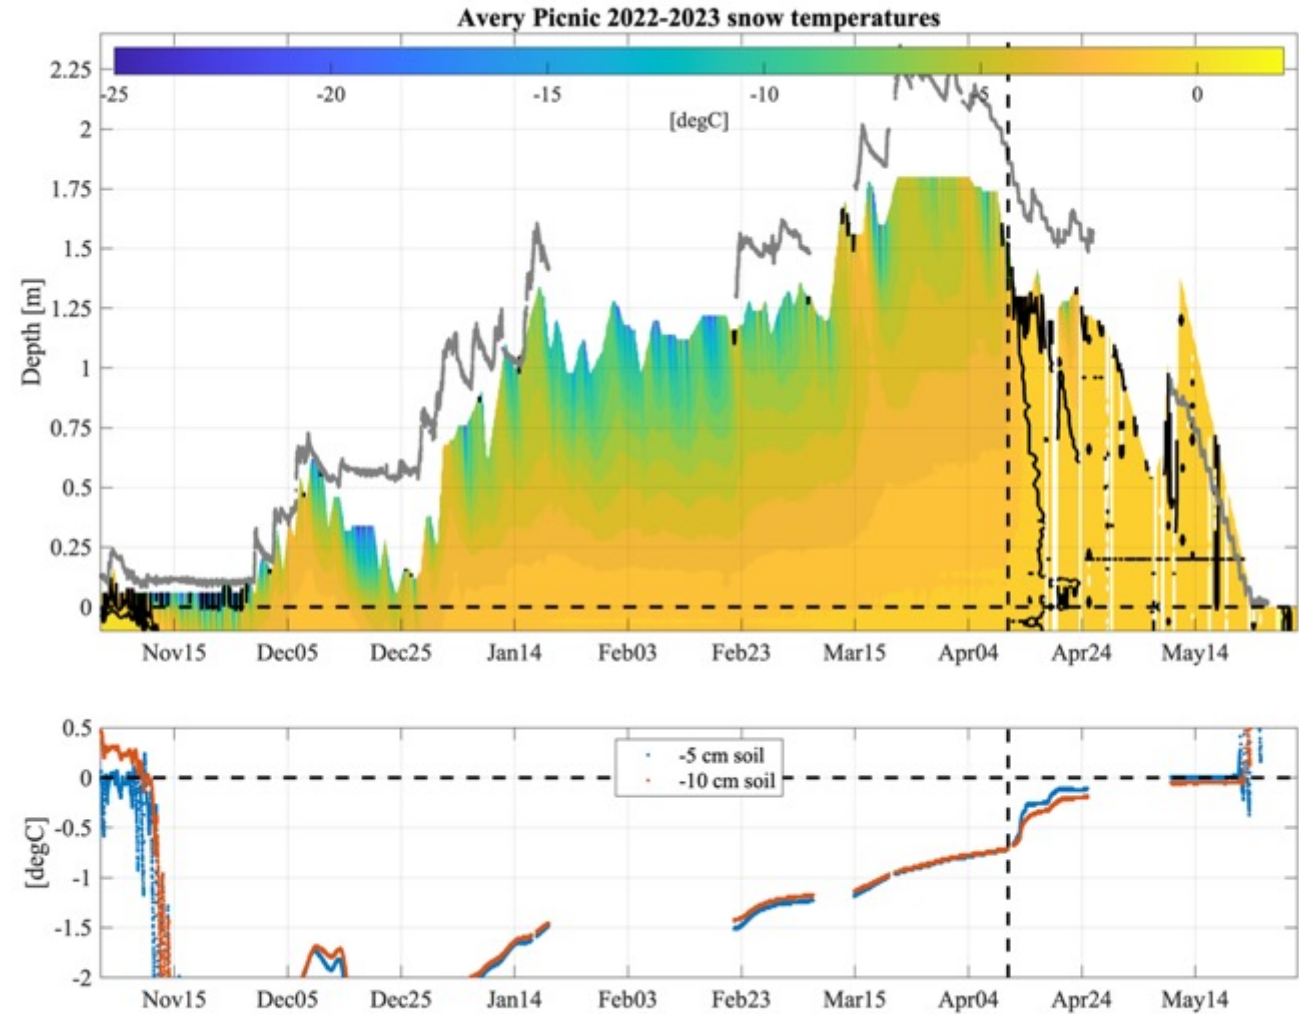 Avery Picnic 2022-2023 snow temperatures
2.25
-25 -20 -15 -10 -5 0
[degC]
2
1.75
1.5
1.25
1
0.75
0.5
0.25
0
Depth [m]
Nov15 Dec05 Dec25 Jan14 Feb03 Feb23 Mar15 Apr04 Apr24 May14
0.5
0
-0.5
-1
-1.5
-2
[degC]
-5 cm soil
-10 cm soil
Nov15 Dec05 Dec25 Jan14 Feb03 Feb23 Mar15 Apr04 Apr24 May14